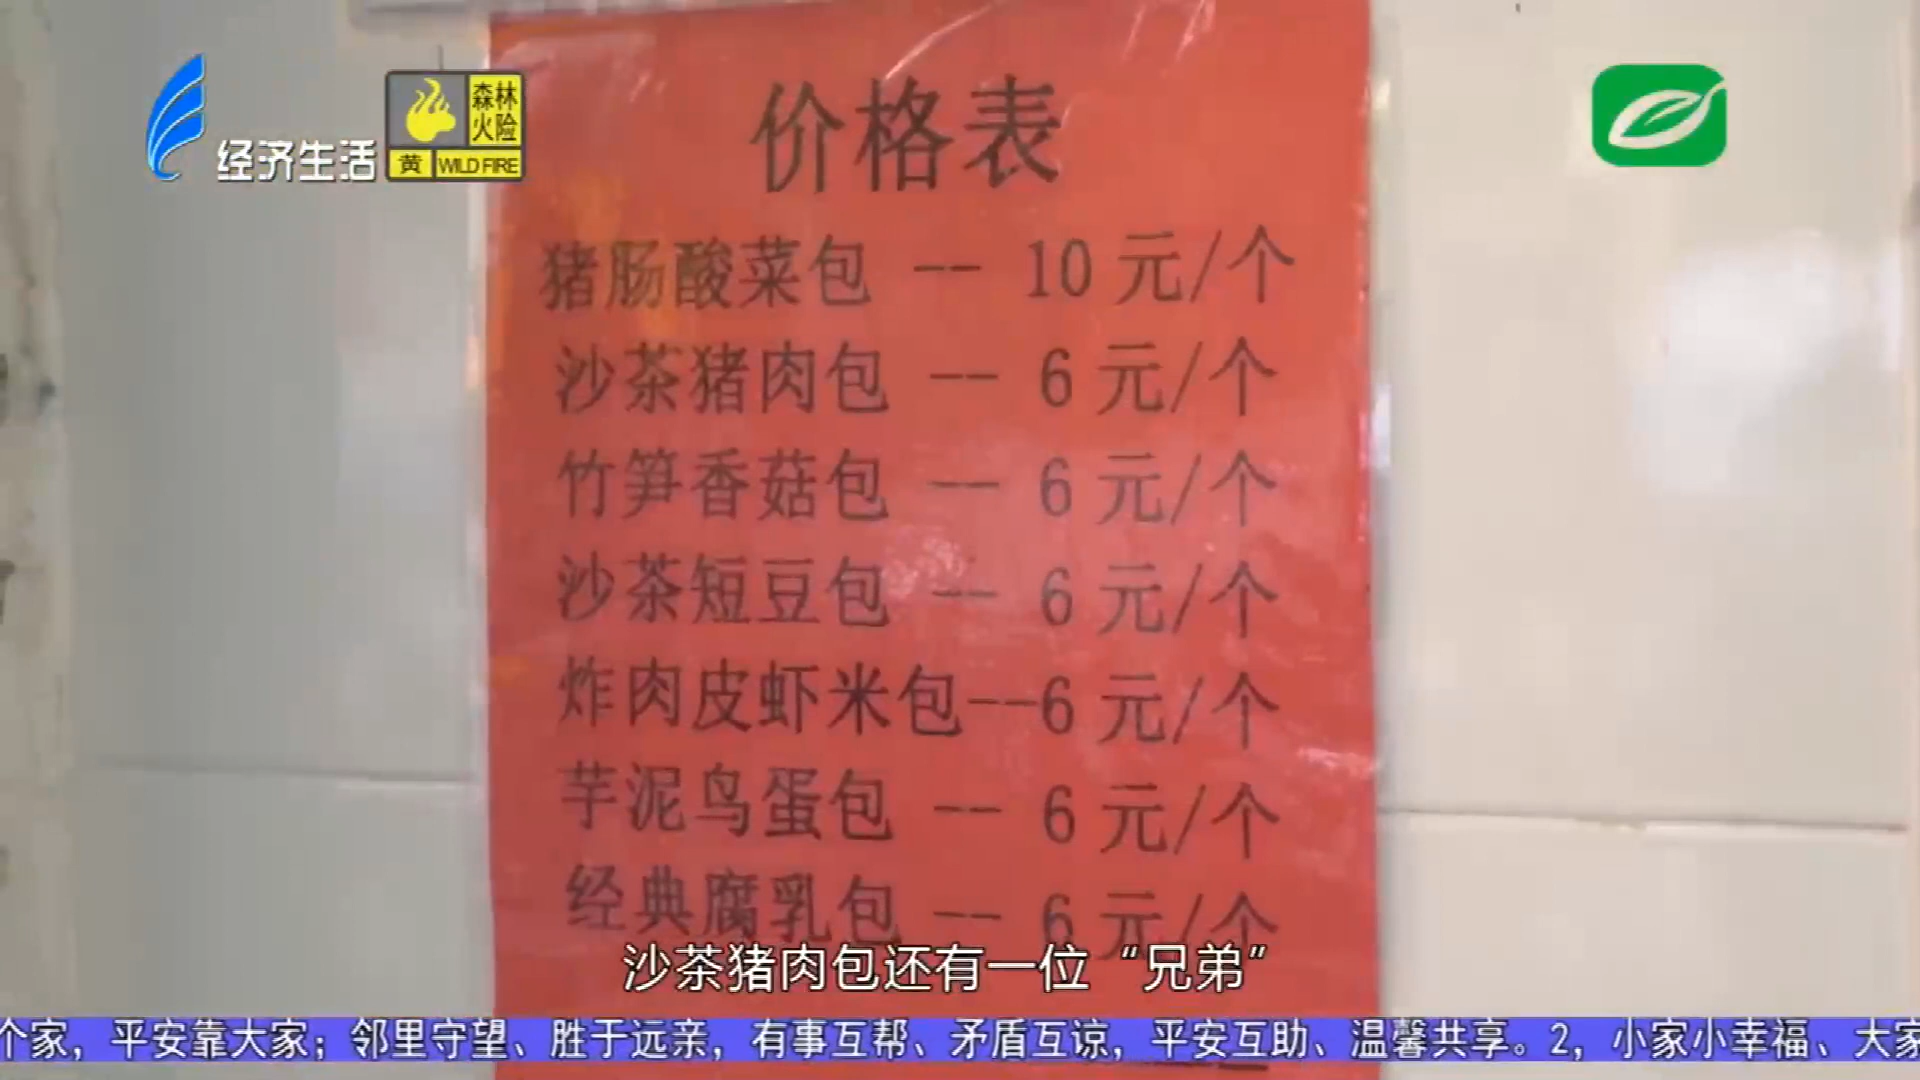 经济生活
森林火险
黄 WILD FIRE
价格表
猪肠酸菜包 -- 10元/个
沙茶猪肉包 -- 6元/个
竹笋香菇包 -- 6元/个
沙茶短豆包 -- 6元/个
炸肉皮虾米包--6元/个
芋泥鸟蛋包 -- 6元/个
经典腐乳包 -- 6元/个
沙茶猪肉包还有一位“兄弟”
个家，平安靠大家；邻里守望、胜于远亲，有事互帮、矛盾互谅，平安互助、温馨共享。2，小家小幸福、大家